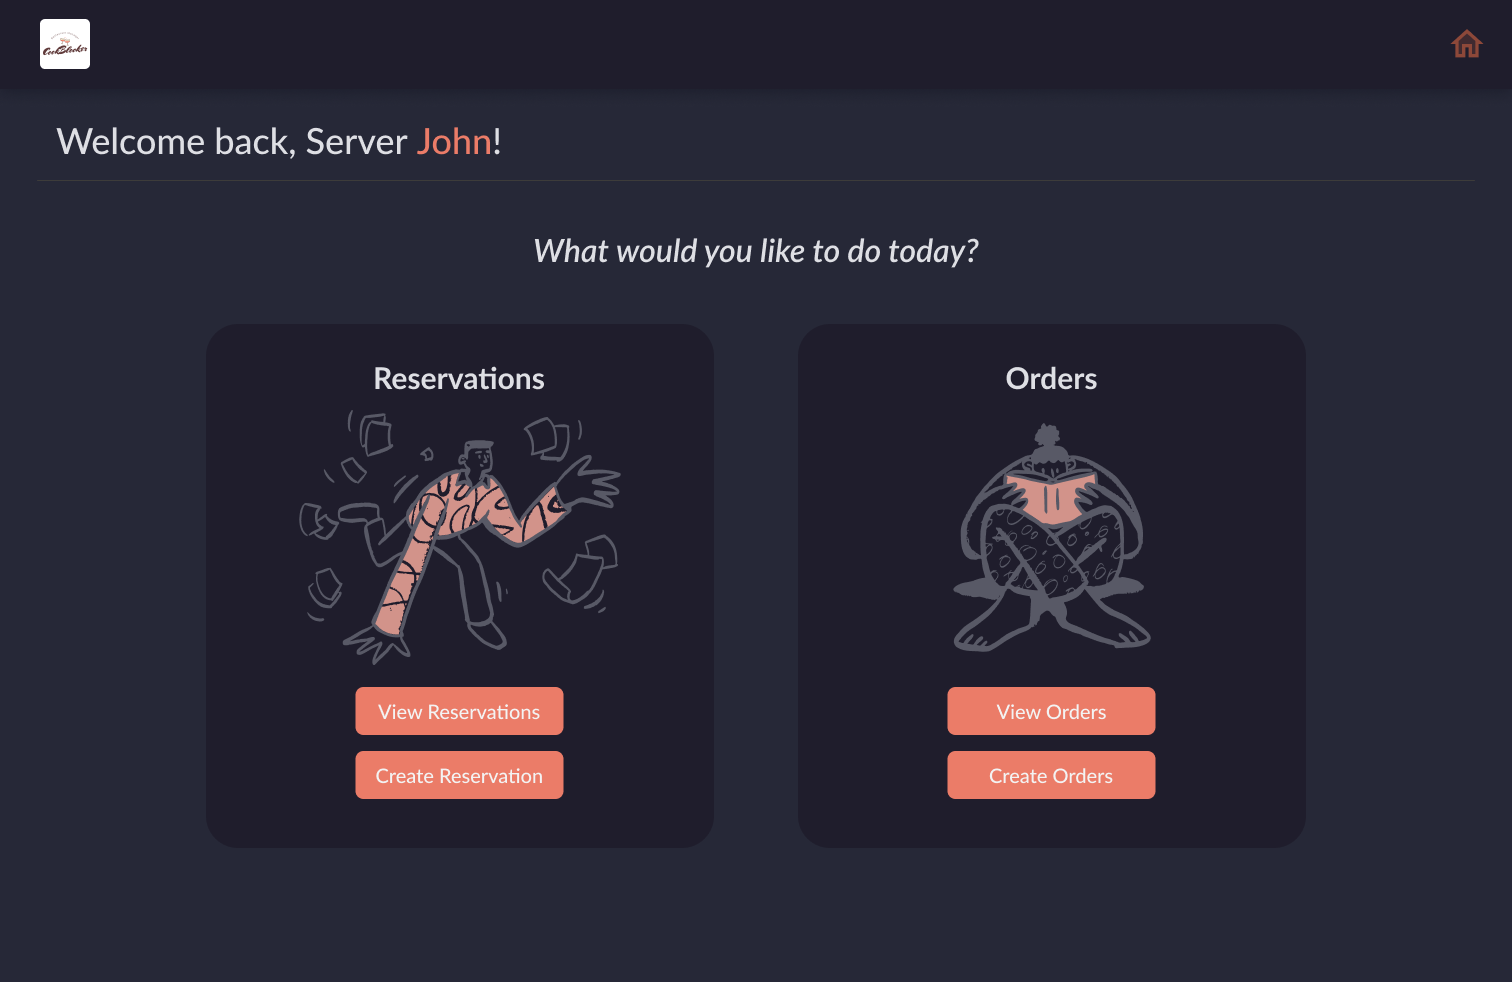 Welcome back, Server John!
What would you like to do today?
Reservations
View Reservations
Create Reservation
Orders
View Orders
Create Orders